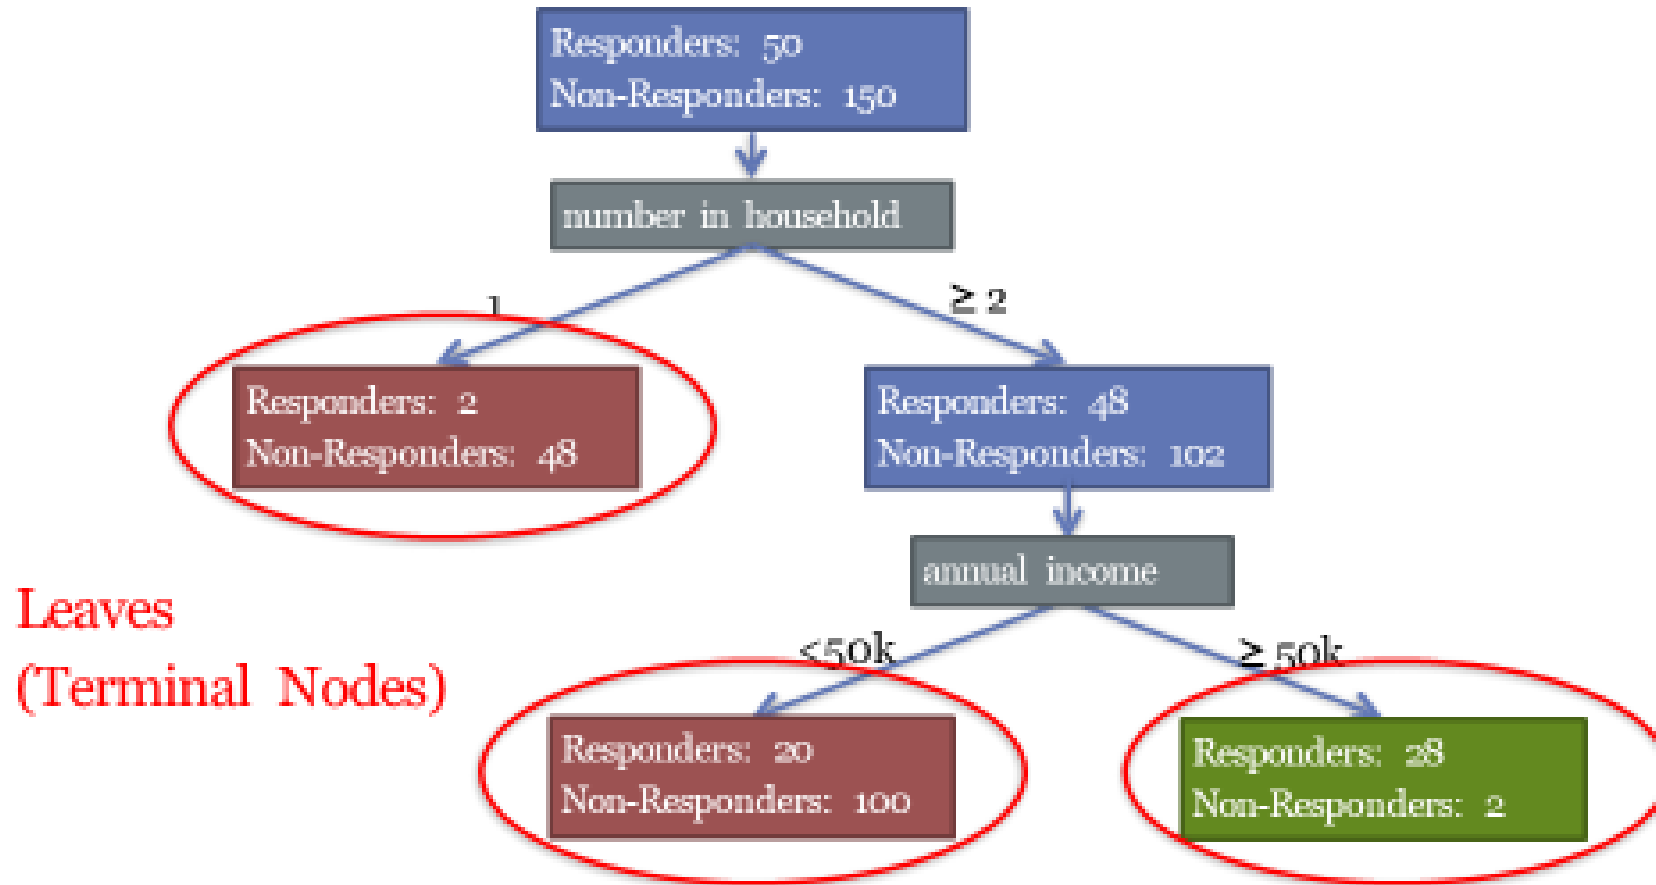 Responders: 50
Non-Responders: 150
number in household
1
≥ 2
Responders: 2
Non-Responders: 48
Responders: 48
Non-Responders: 102
annual income
Leaves
(Terminal Nodes)
<50k
≥ 50k
Responders: 20
Non-Responders: 100
Responders: 28
Non-Responders: 2